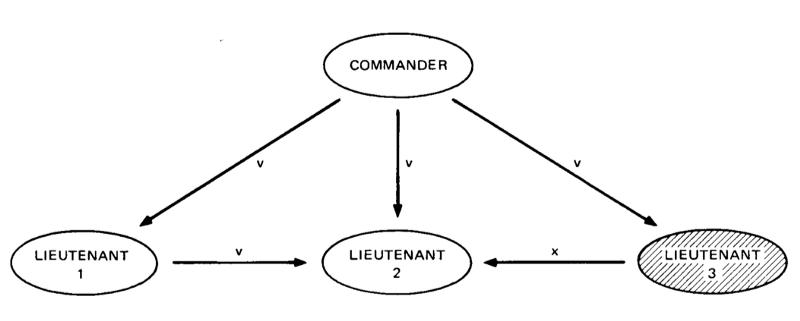 COMMANDER
v
v
v
LIEUTENANT
1
v
LIEUTENANT
2
x
LIEUTENANT
3